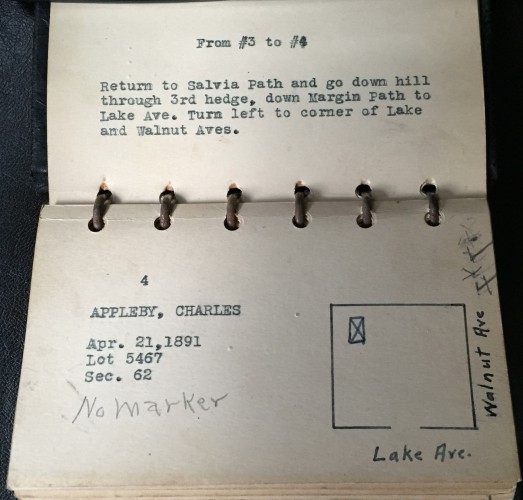 From #3 to #4
Return to Salvia Path and go down hill
through 3rd hedge, down Margin Path to
Lake Ave. Turn left to corner of Lake
and Walnut Aves.
4
APPLEBY, CHARLES
Apr. 21,1891
Lot 5467
Sec. 62
No Marker
Walnut Ave
Lake Ave.